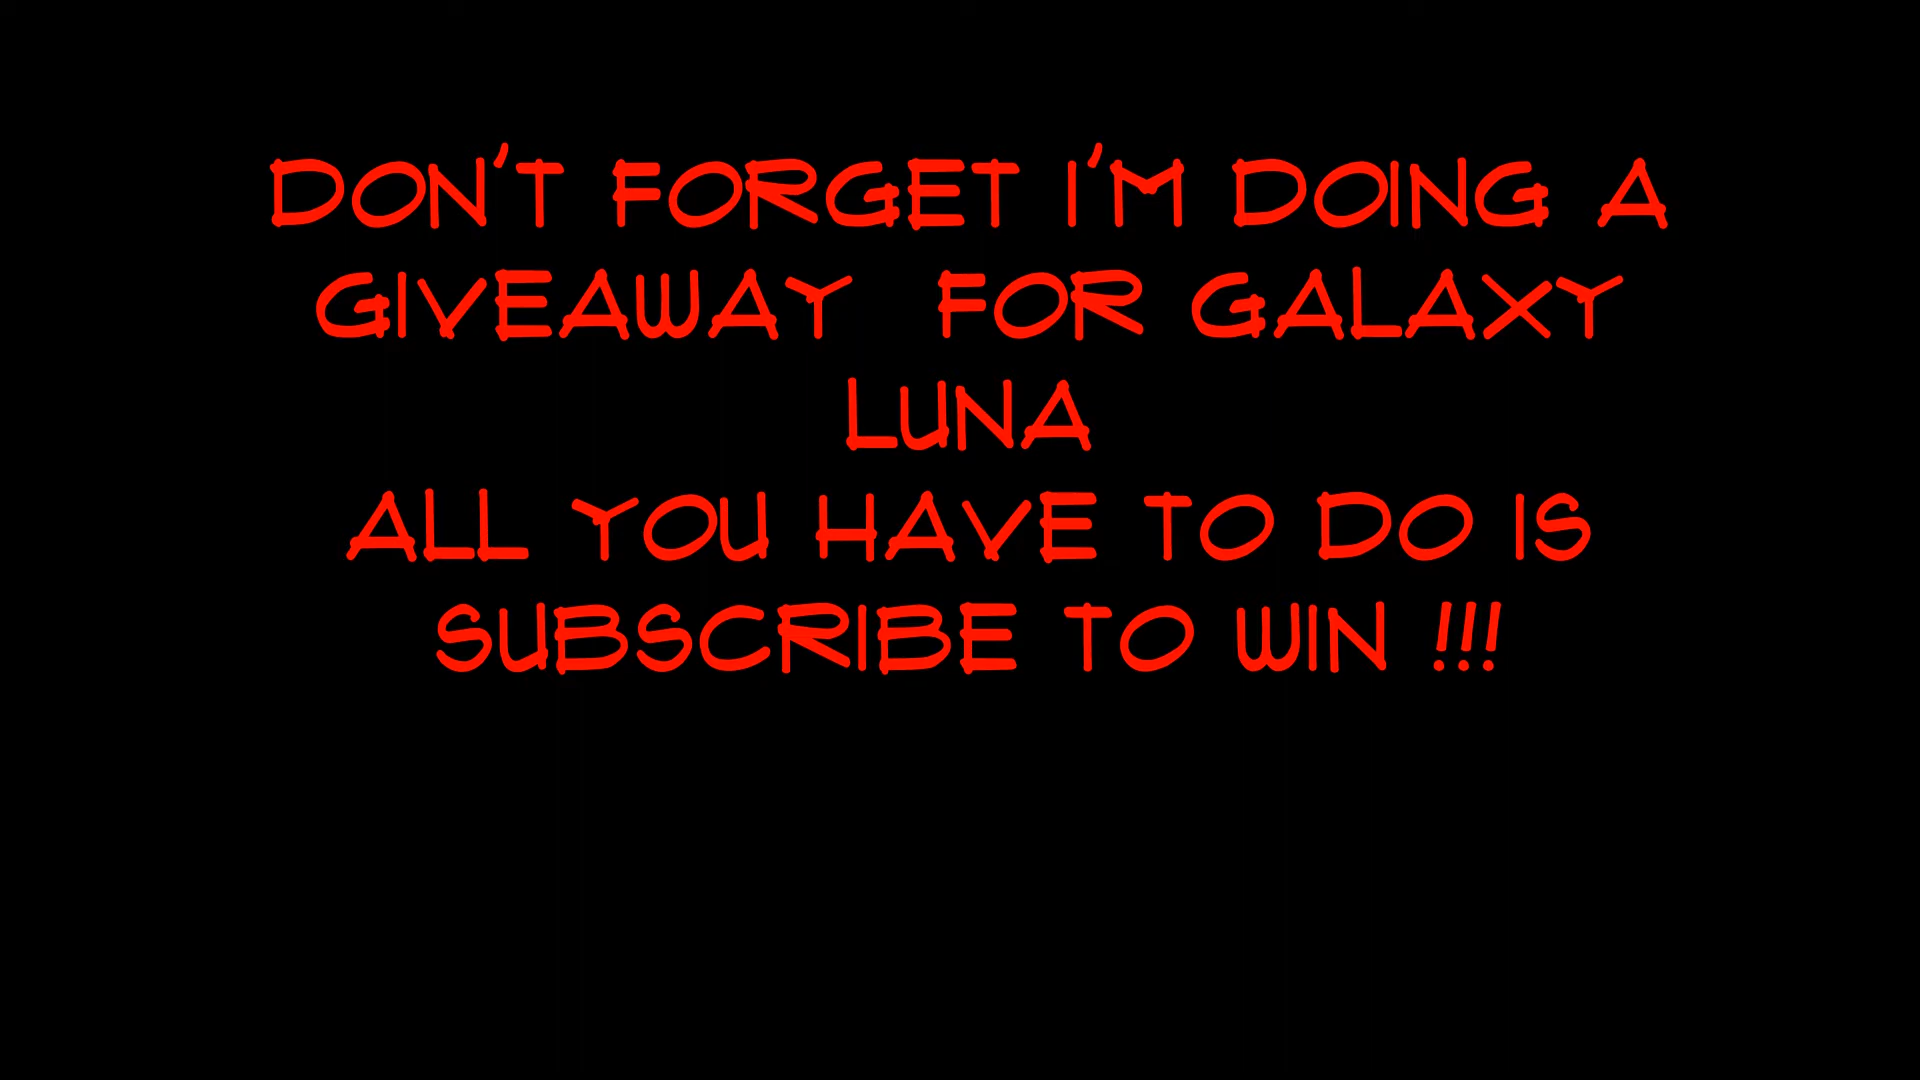 DON'T FORGET I'M DOING A
GIVEAWAY FOR GALAXY
LUNA
ALL YOU HAVE TO DO IS
SUBSCRIBE TO WIN !!!